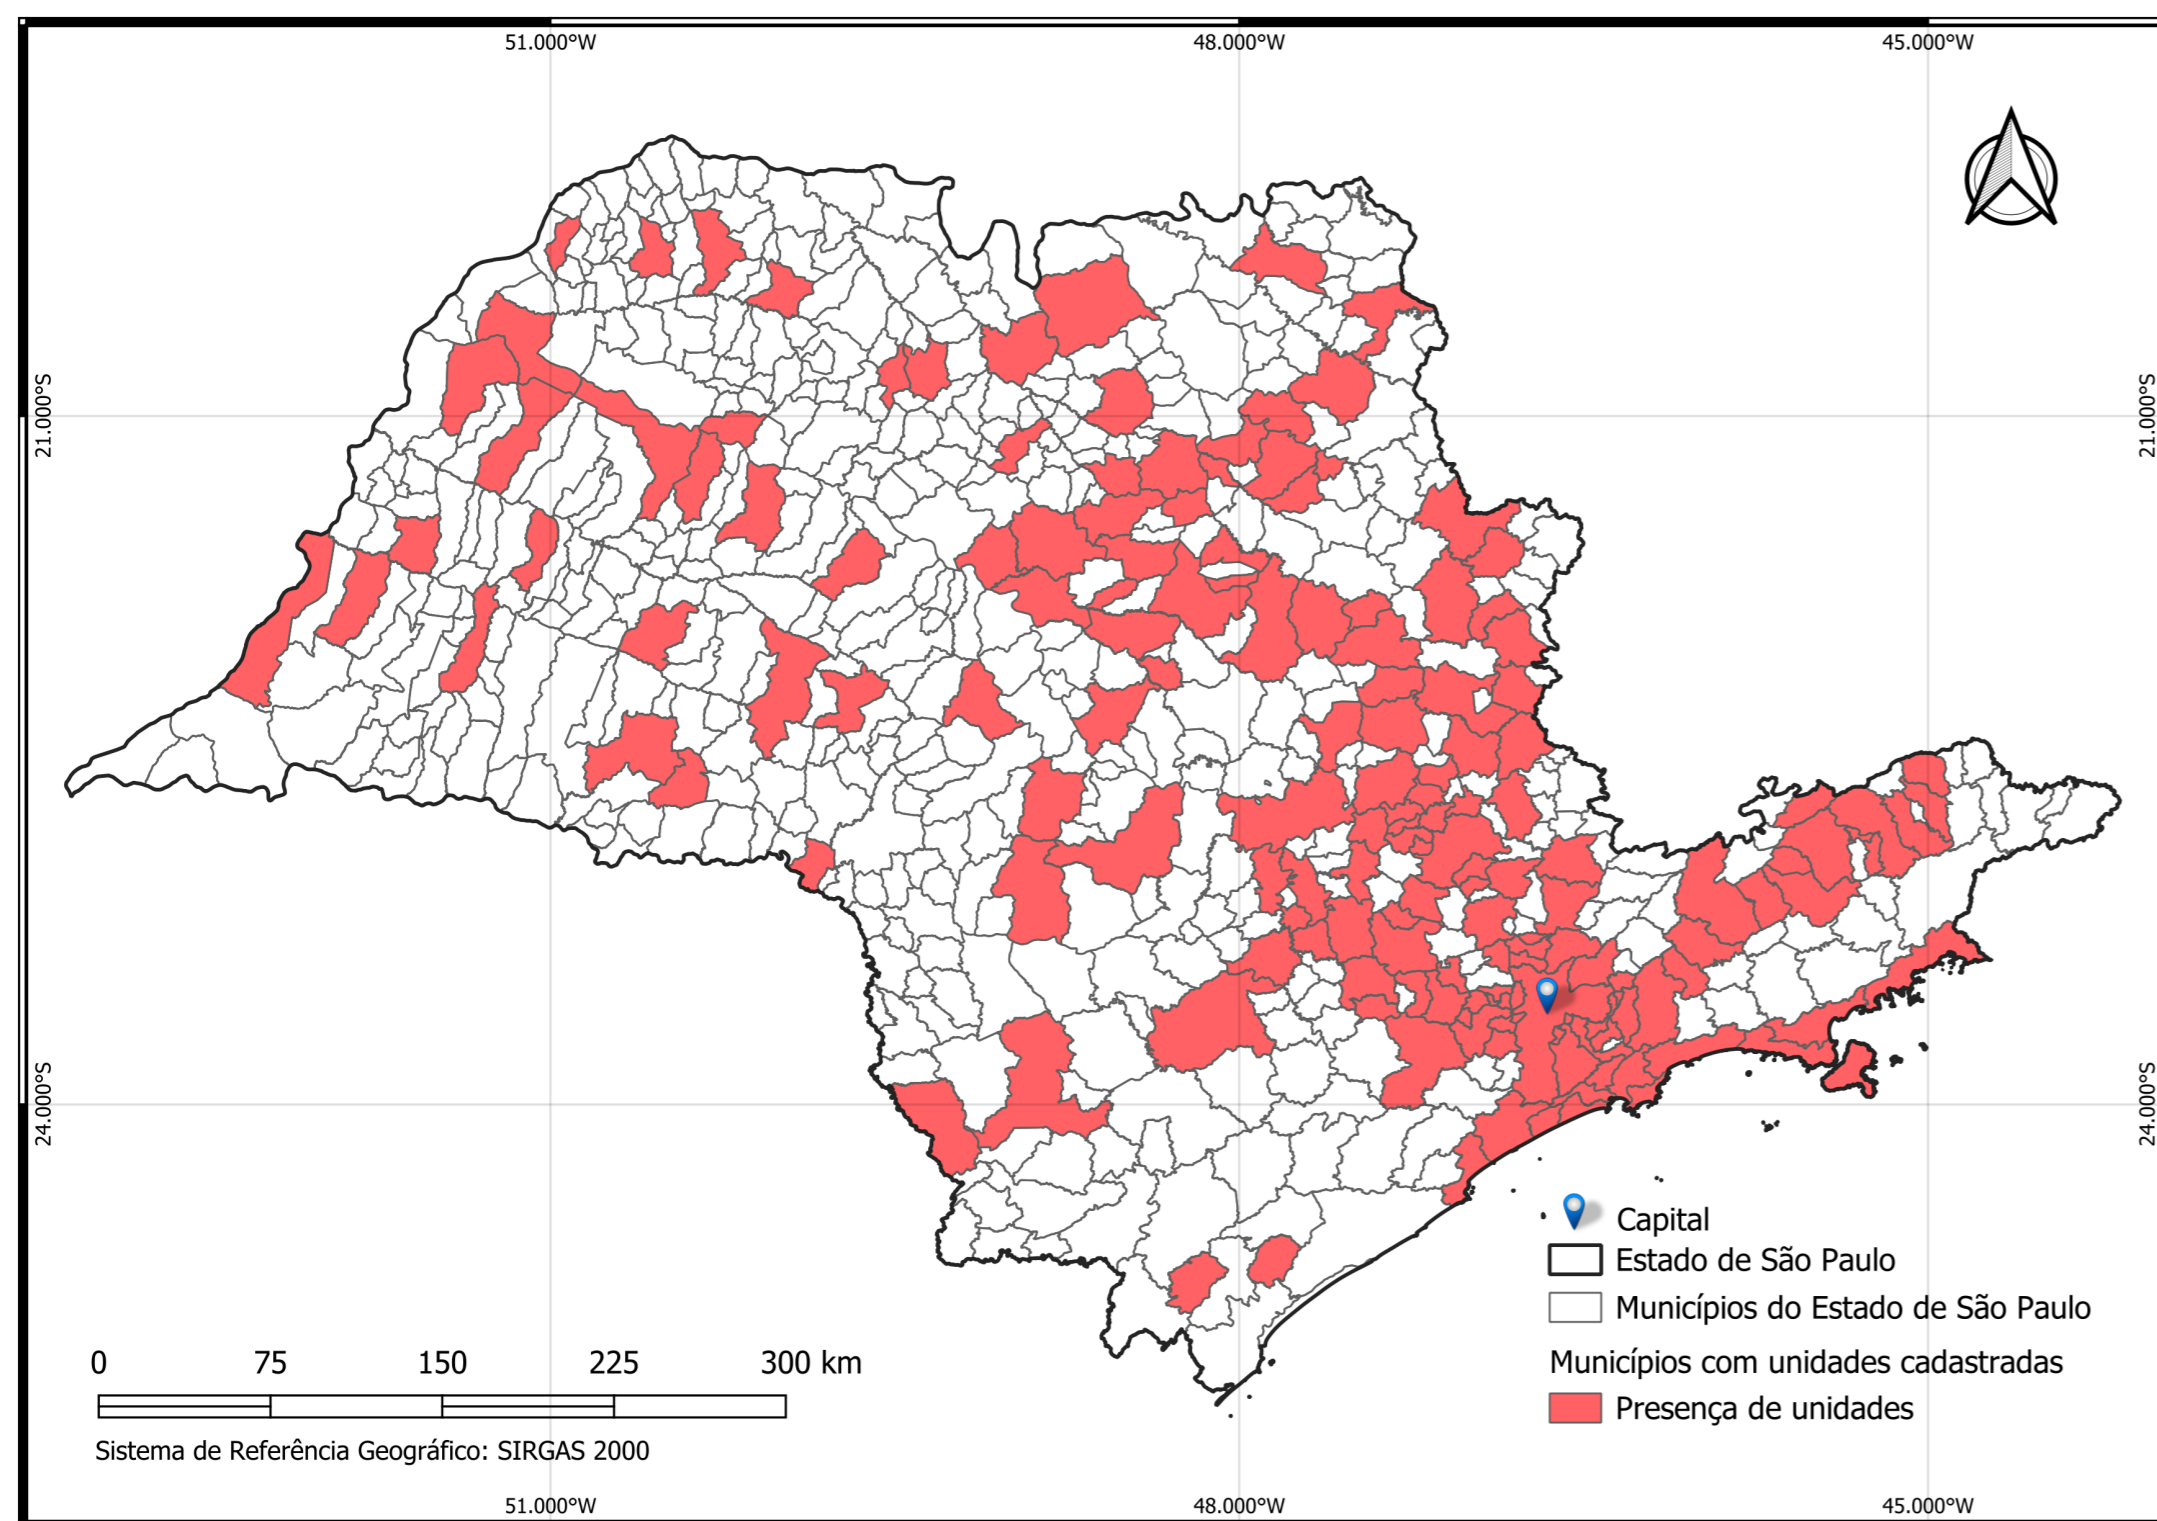 51.000°W 48.000°W 45.000°W
21.000°S 21.000°S
24.000°S 24.000°S
Capital
Estado de São Paulo
Municípios do Estado de São Paulo
Municípios com unidades cadastradas
Presença de unidades
0 75 150 225 300 km
Sistema de Referência Geográfico: SIRGAS 2000
51.000°W 48.000°W 45.000°W